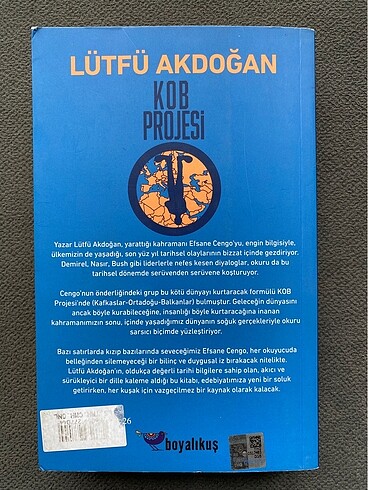 LÜTFÜ AKDOĞAN
KOB
PROJESİ
Yazar Lütfü Akdoğan, yarattığı kahramanı Efsane Cengo'yu, engin bilgisiyle,
ülkemizin de yaşadığı, son yüz yıl tarihsel olaylarının bizzat içinde gezdiriyor.
Demirel, Nasır, Bush gibi liderlerle nefes kesen diyaloglar, okuru da bu
tarihsel dönemde serüvenden serüvene koşturuyor.
Cengo'nun önderliğindeki grup bu kötü dünyayı kurtaracak formülü KOB
Projesi'nde (Kafkaslar-Ortadoğu-Balkanlar) bulmuştur. Geleceğin dünyasını
ancak böyle kurabileceğine, insanlığı böyle kurtaracağına inanan
kahramanımızın sonu, içinde yaşadığımız dünyanın soğuk gerçekleriyle okuru
sarsıcı biçimde yüzleştiriyor.
Bazı satırlarda kızıp bazılarında seveceğimiz Efsane Cengo, her okuyucuda
belleğinden silemeyeceği bir bilinç ve duygusal iz bırakacak nitelikte.
Lütfü Akdoğan'ın, oldukça değerli tarihi bilgilere sahip olan, akıcı ve
sürükleyici bir dille kaleme aldığı bu kitabı, edebiyatımıza yeni bir soluk
getirirken, her kuşak için vazgeçilmez bir kaynak olarak kalacak.
26
boyalıkuş